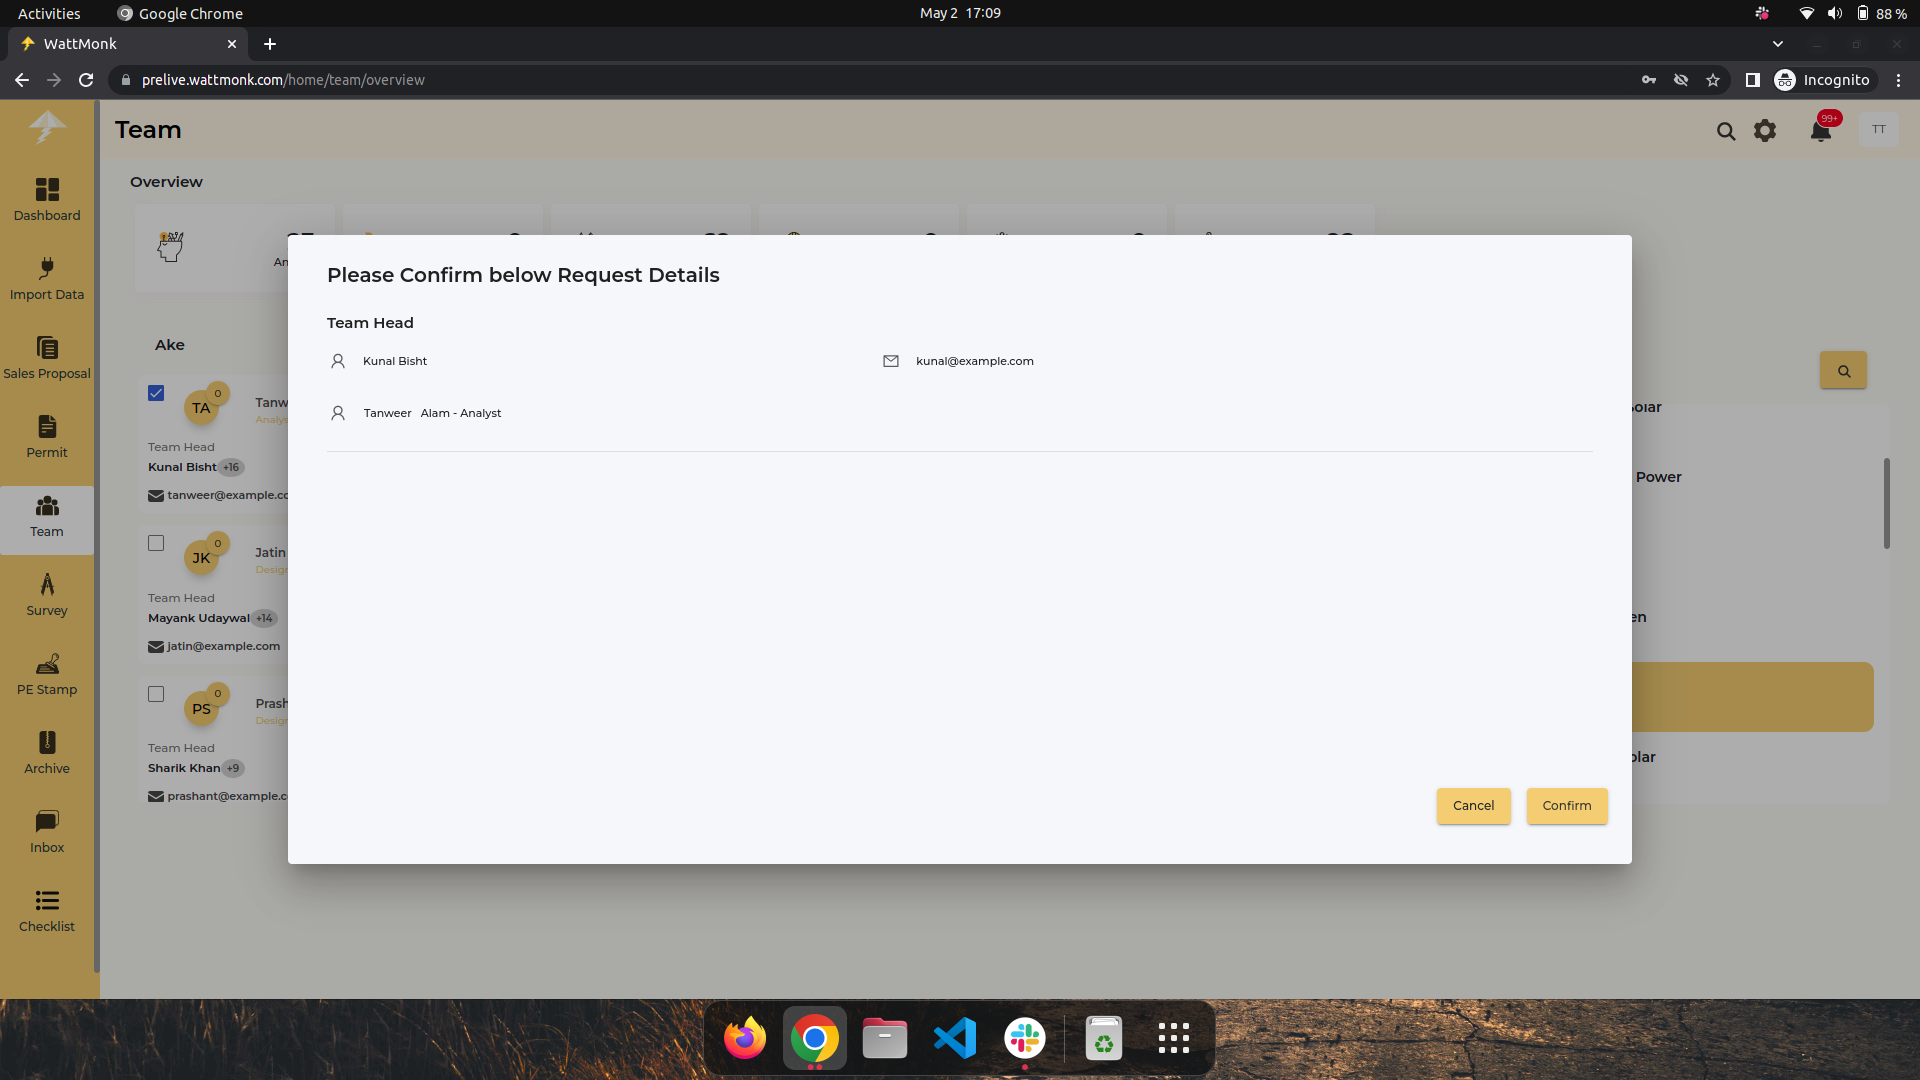 Activities
Google Chrome
May 2 17:09
88 %
WattMonk
prelive.wattmonk.com/home/team/overview
Incognito
Team
99+
TT
Overview
Dashboard
Import Data
Sales Proposal
Permit
Team
Survey
PE Stamp
Archive
Inbox
Checklist
An
Ake
0
TA
Tanw
Analys
Team Head
Kunal Bisht +16
tanweer@example.co
0
JK
Jatin
Design
Team Head
Mayank Udaywal +14
jatin@example.com
0
PS
Prash
Design
Team Head
Sharik Khan +9
prashant@example.c
Please Confirm below Request Details
Team Head
Kunal Bisht
kunal@example.com
Tanweer Alam - Analyst
Cancel
Confirm
olar
Power
en
olar